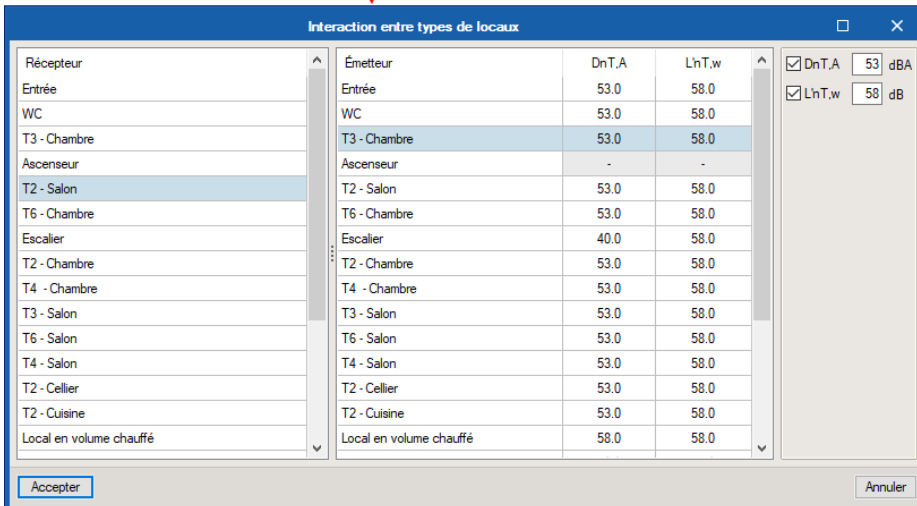 Interaction entre types de locaux
Récepteur
Entrée
WC
T3 - Chambre
Ascenseur
T2 - Salon
T6 - Chambre
Escalier
T2 - Chambre
T4 - Chambre
T3 - Salon
T6 - Salon
T4 - Salon
T2 - Cellier
T2 - Cuisine
Local en volume chauffé
Émetteur DnT,A L'nT,w
Entrée 53.0 58.0
WC 53.0 58.0
T3 - Chambre 53.0 58.0
Ascenseur - -
T2 - Salon 53.0 58.0
T6 - Chambre 53.0 58.0
Escalier 40.0 58.0
T2 - Chambre 53.0 58.0
T4 - Chambre 53.0 58.0
T3 - Salon 53.0 58.0
T6 - Salon 53.0 58.0
T4 - Salon 53.0 58.0
T2 - Cellier 53.0 58.0
T2 - Cuisine 53.0 58.0
Local en volume chauffé 58.0 58.0
DnT,A 53 dBA
L'nT,w 58 dB
Accepter
Annuler